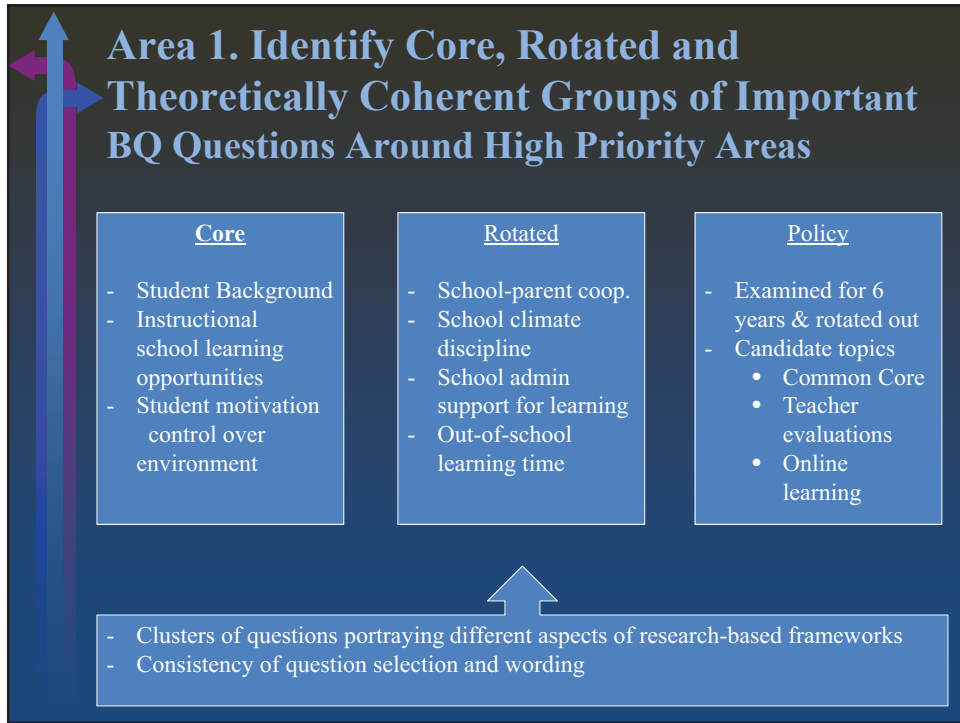 Area 1. Identify Core, Rotated and
Theoretically Coherent Groups of Important
BQ Questions Around High Priority Areas
Core
- Student Background
- Instructional
school learning
opportunities
- Student motivation
control over
environment
Rotated
- School-parent coop.
- School climate
discipline
- School admin
support for learning
- Out-of-school
learning time
Policy
- Examined for 6
years & rotated out
- Candidate topics
• Common Core
• Teacher
evaluations
• Online
learning
- Clusters of questions portraying different aspects of research-based frameworks
- Consistency of question selection and wording